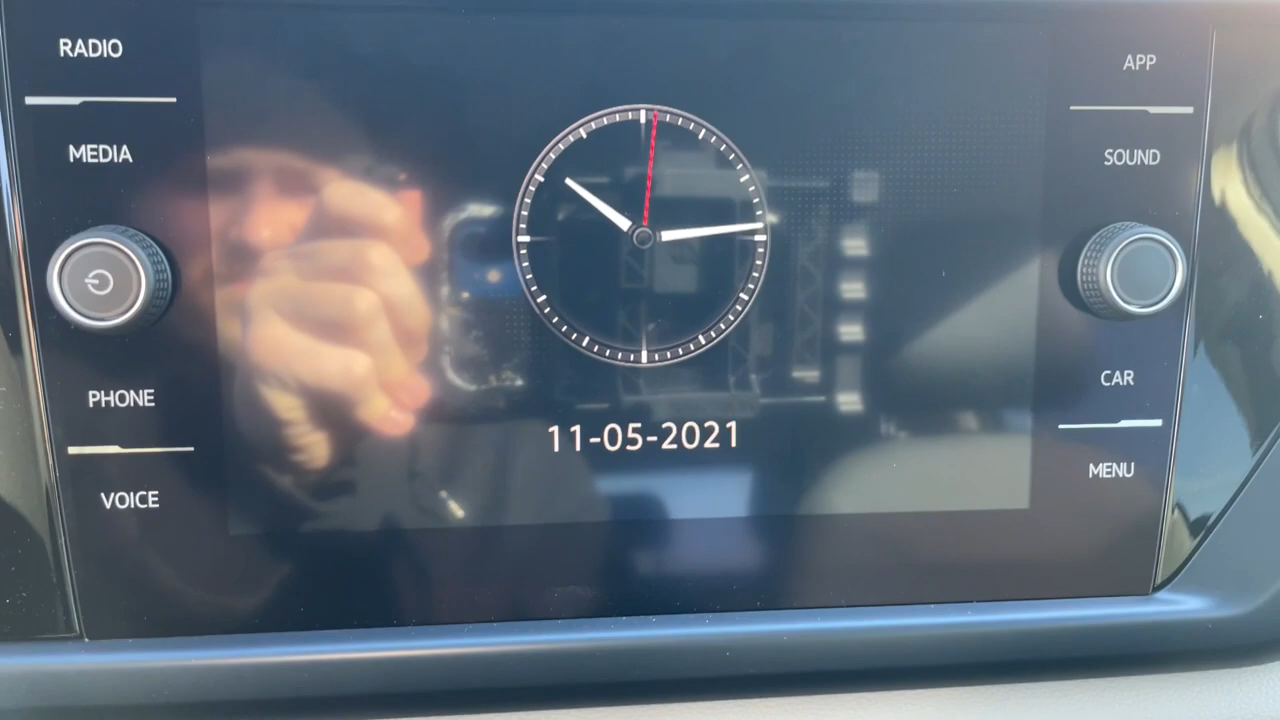 RADIO
MEDIA
PHONE
VOICE
11-05-2021
APP
SOUND
CAR
MENU